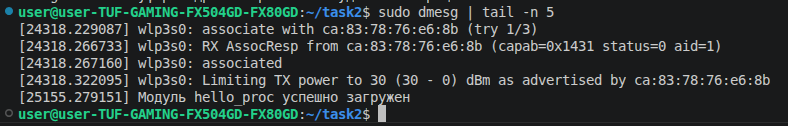 user@user-TUF-GAMING-FX504GD-FX80GD:~/task2$ sudo dmesg | tail -n 5
[24318.229087] wlp3s0: associate with ca:83:78:76:e6:8b (try 1/3)
[24318.266733] wlp3s0: RX AssocResp from ca:83:78:76:e6:8b (capab=0x1431 status=0 aid=1)
[24318.267160] wlp3s0: associated
[24318.322095] wlp3s0: Limiting TX power to 30 (30 - 0) dBm as advertised by ca:83:78:76:e6:8b
[25155.279151] Модуль hello_proc успешно загружен
user@user-TUF-GAMING-FX504GD-FX80GD:~/task2$